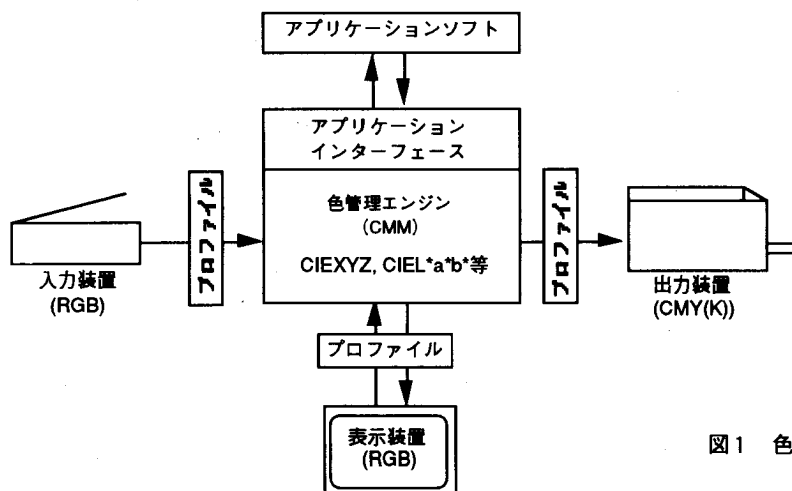 アプリケーションソフト
アプリケーション
インターフェース
色管理エンジン
(CMM)
CIEXYZ, CIEL*a*b*等
プロファイル
プロファイル
入力装置
(RGB)
出力装置
(CMY(K))
プロファイル
表示装置
(RGB)
図1 色